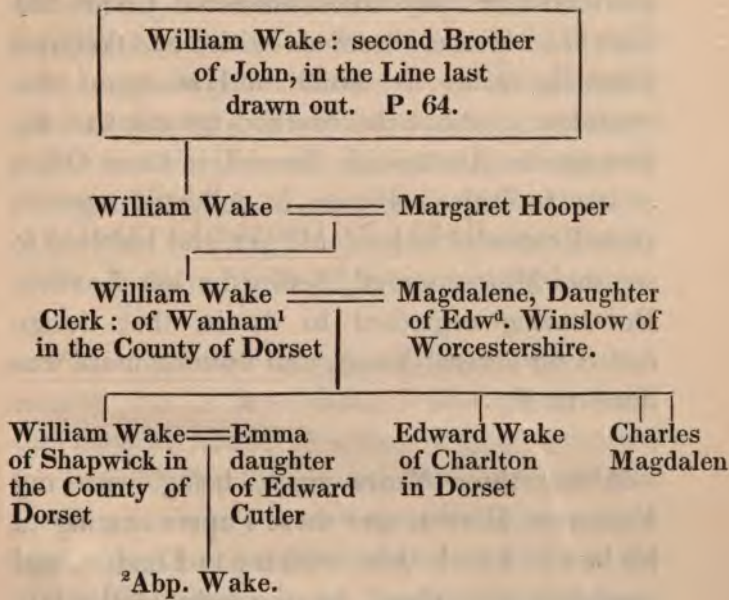 William Wake: second Brother
of John, in the Line last
drawn out. P. 64.
William Wake Margaret Hooper
William Wake Magdalene, Daughter
Clerk: of Wanham¹ of Edwᵈ. Winslow of
in the County of Dorset Worcestershire.
William Wake Emma Edward Wake Charles
of Shapwick in daughter of Charlton Magdalen
the County of of Edward in Dorset
Dorset Cutler
²Abp. Wake.